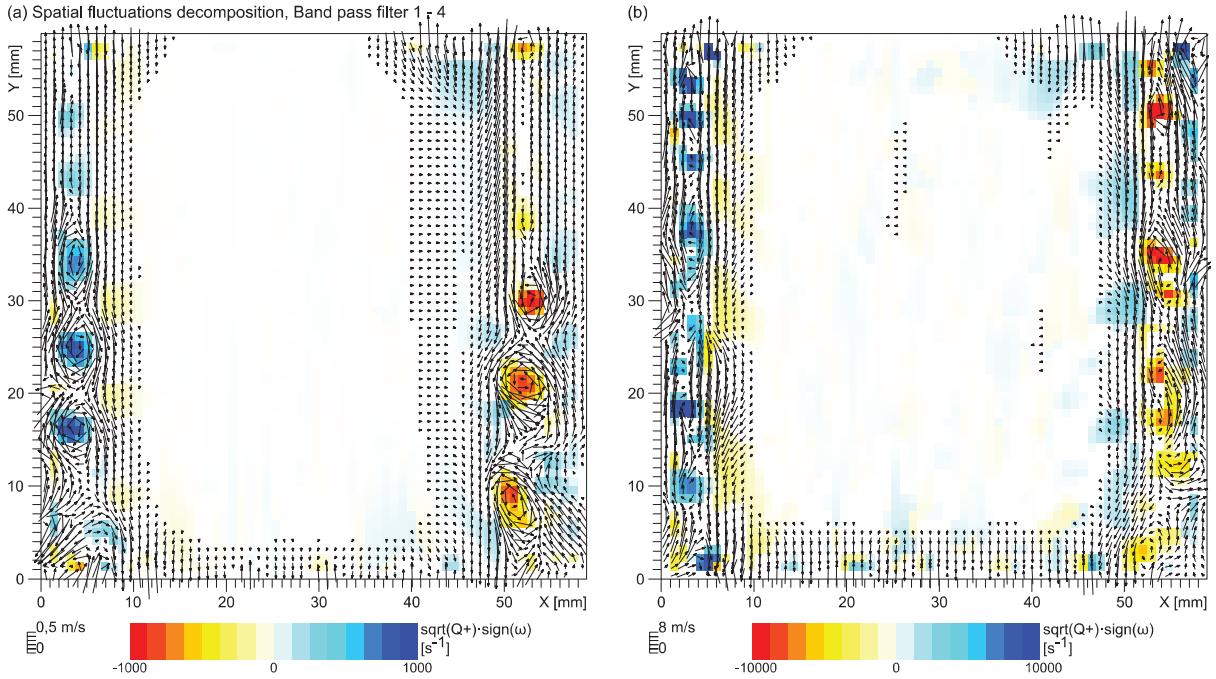 (a) Spatial fluctuations decomposition, Band pass filter 1 - 4
(b)
Y [mm]
50
40
30
20
10
0
0
10
20
30
40
50
X [mm]
Y [mm]
50
40
30
20
10
0
0
10
20
30
40
50
X [mm]
0,5 m/s
0
-1000
0
1000
sqrt(Q+)·sign(ω)
[s⁻¹]
8 m/s
0
-10000
0
10000
sqrt(Q+)·sign(ω)
[s⁻¹]